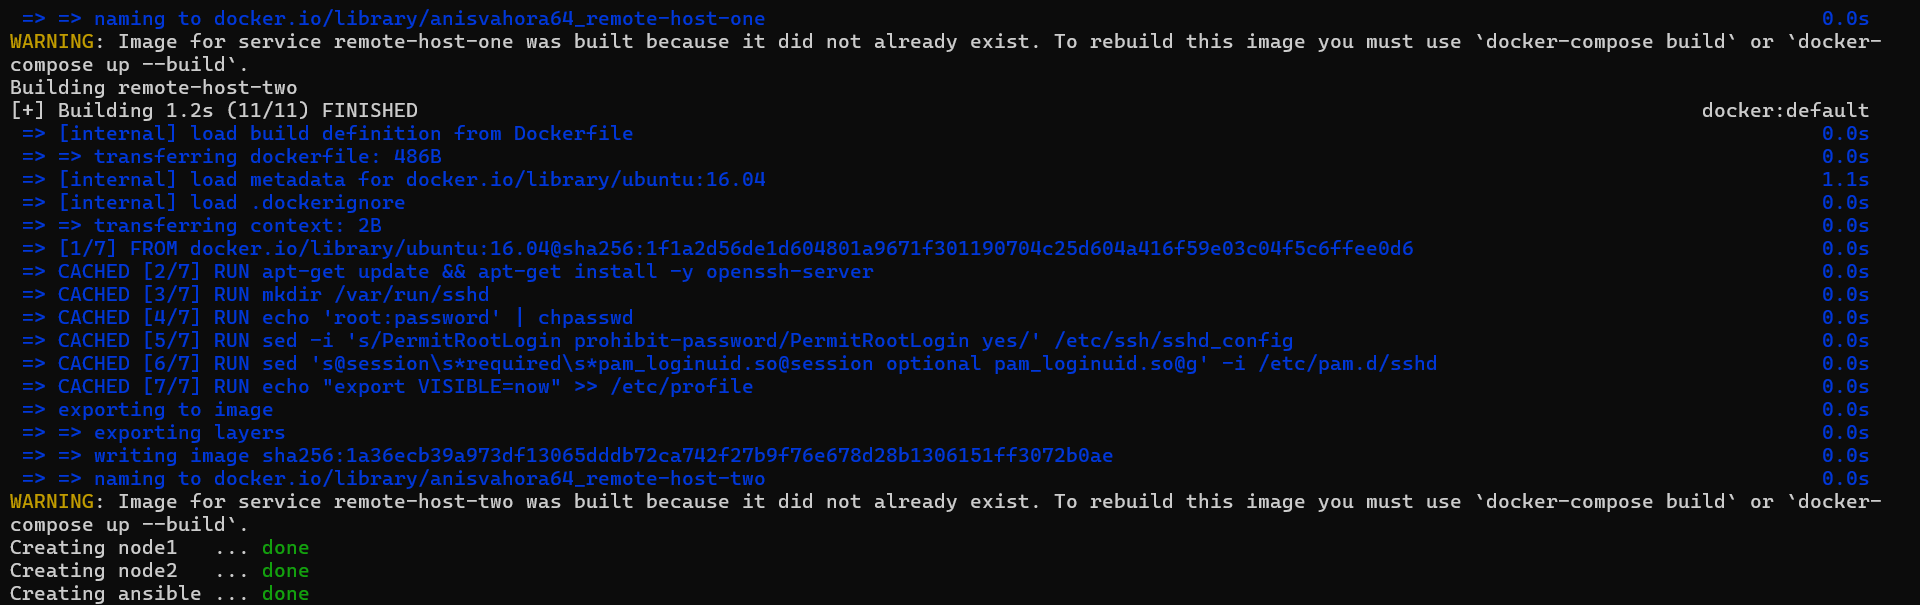 => => naming to docker.io/library/anisvahora64_remote-host-one 0.0s
WARNING: Image for service remote-host-one was built because it did not already exist. To rebuild this image you must use `docker-compose build` or `docker-
compose up --build`.
Building remote-host-two
[+] Building 1.2s (11/11) FINISHED docker:default
=> [internal] load build definition from Dockerfile 0.0s
=> => transferring dockerfile: 486B 0.0s
=> [internal] load metadata for docker.io/library/ubuntu:16.04 1.1s
=> [internal] load .dockerignore 0.0s
=> => transferring context: 2B 0.0s
=> [1/7] FROM docker.io/library/ubuntu:16.04@sha256:1f1a2d56de1d604801a9671f301190704c25d604a416f59e03c04f5c6ffee0d6 0.0s
=> CACHED [2/7] RUN apt-get update && apt-get install -y openssh-server 0.0s
=> CACHED [3/7] RUN mkdir /var/run/sshd 0.0s
=> CACHED [4/7] RUN echo 'root:password' | chpasswd 0.0s
=> CACHED [5/7] RUN sed -i 's/PermitRootLogin prohibit-password/PermitRootLogin yes/' /etc/ssh/sshd_config 0.0s
=> CACHED [6/7] RUN sed 's@session\s*required\s*pam_loginuid.so@session optional pam_loginuid.so@g' -i /etc/pam.d/sshd 0.0s
=> CACHED [7/7] RUN echo "export VISIBLE=now" >> /etc/profile 0.0s
=> exporting to image 0.0s
=> => exporting layers 0.0s
=> => writing image sha256:1a36ecb39a973df13065dddb72ca742f27b9f76e678d28b1306151ff3072b0ae 0.0s
=> => naming to docker.io/library/anisvahora64_remote-host-two 0.0s
WARNING: Image for service remote-host-two was built because it did not already exist. To rebuild this image you must use `docker-compose build` or `docker-
compose up --build`.
Creating node1 ... done
Creating node2 ... done
Creating ansible ... done